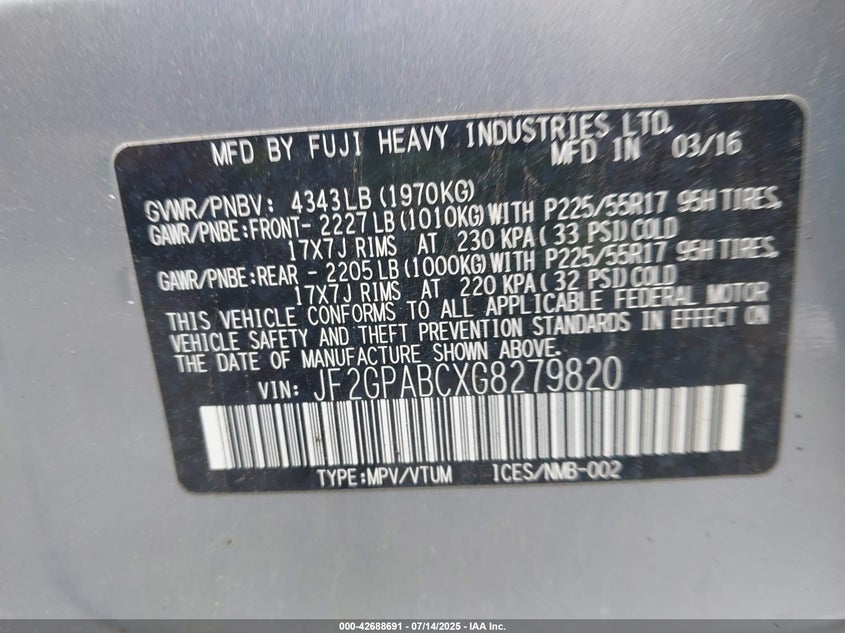 MFD BY FUJI HEAVY INDUSTRIES LTD.
MFD IN 03/16
GVWR/PNBV: 4343LB(1970KG)
GAWR/PNBE:FRONT- 2227LB(1010KG)WITH P225/55R17 95H TIRES,
17X7J RIMS AT 230 KPA( 33 PSI)COLD
GAWR/PNBE:REAR - 2205LB(1000KG)WITH P225/55R17 95H TIRES,
17X7J RIMS AT 220 KPA( 32 PSI)COLD
THIS VEHICLE CONFORMS TO ALL APPLICABLE FEDERAL MOTOR
VEHICLE SAFETY AND THEFT PREVENTION STANDARDS IN EFFECT ON
THE DATE OF MANUFACTURE SHOWN ABOVE.
VIN: JF2GPABCXG8279820
TYPE:MPV/VTUM ICES/NMB-002
000-42688691 - 07/14/2025 - IAA Inc.